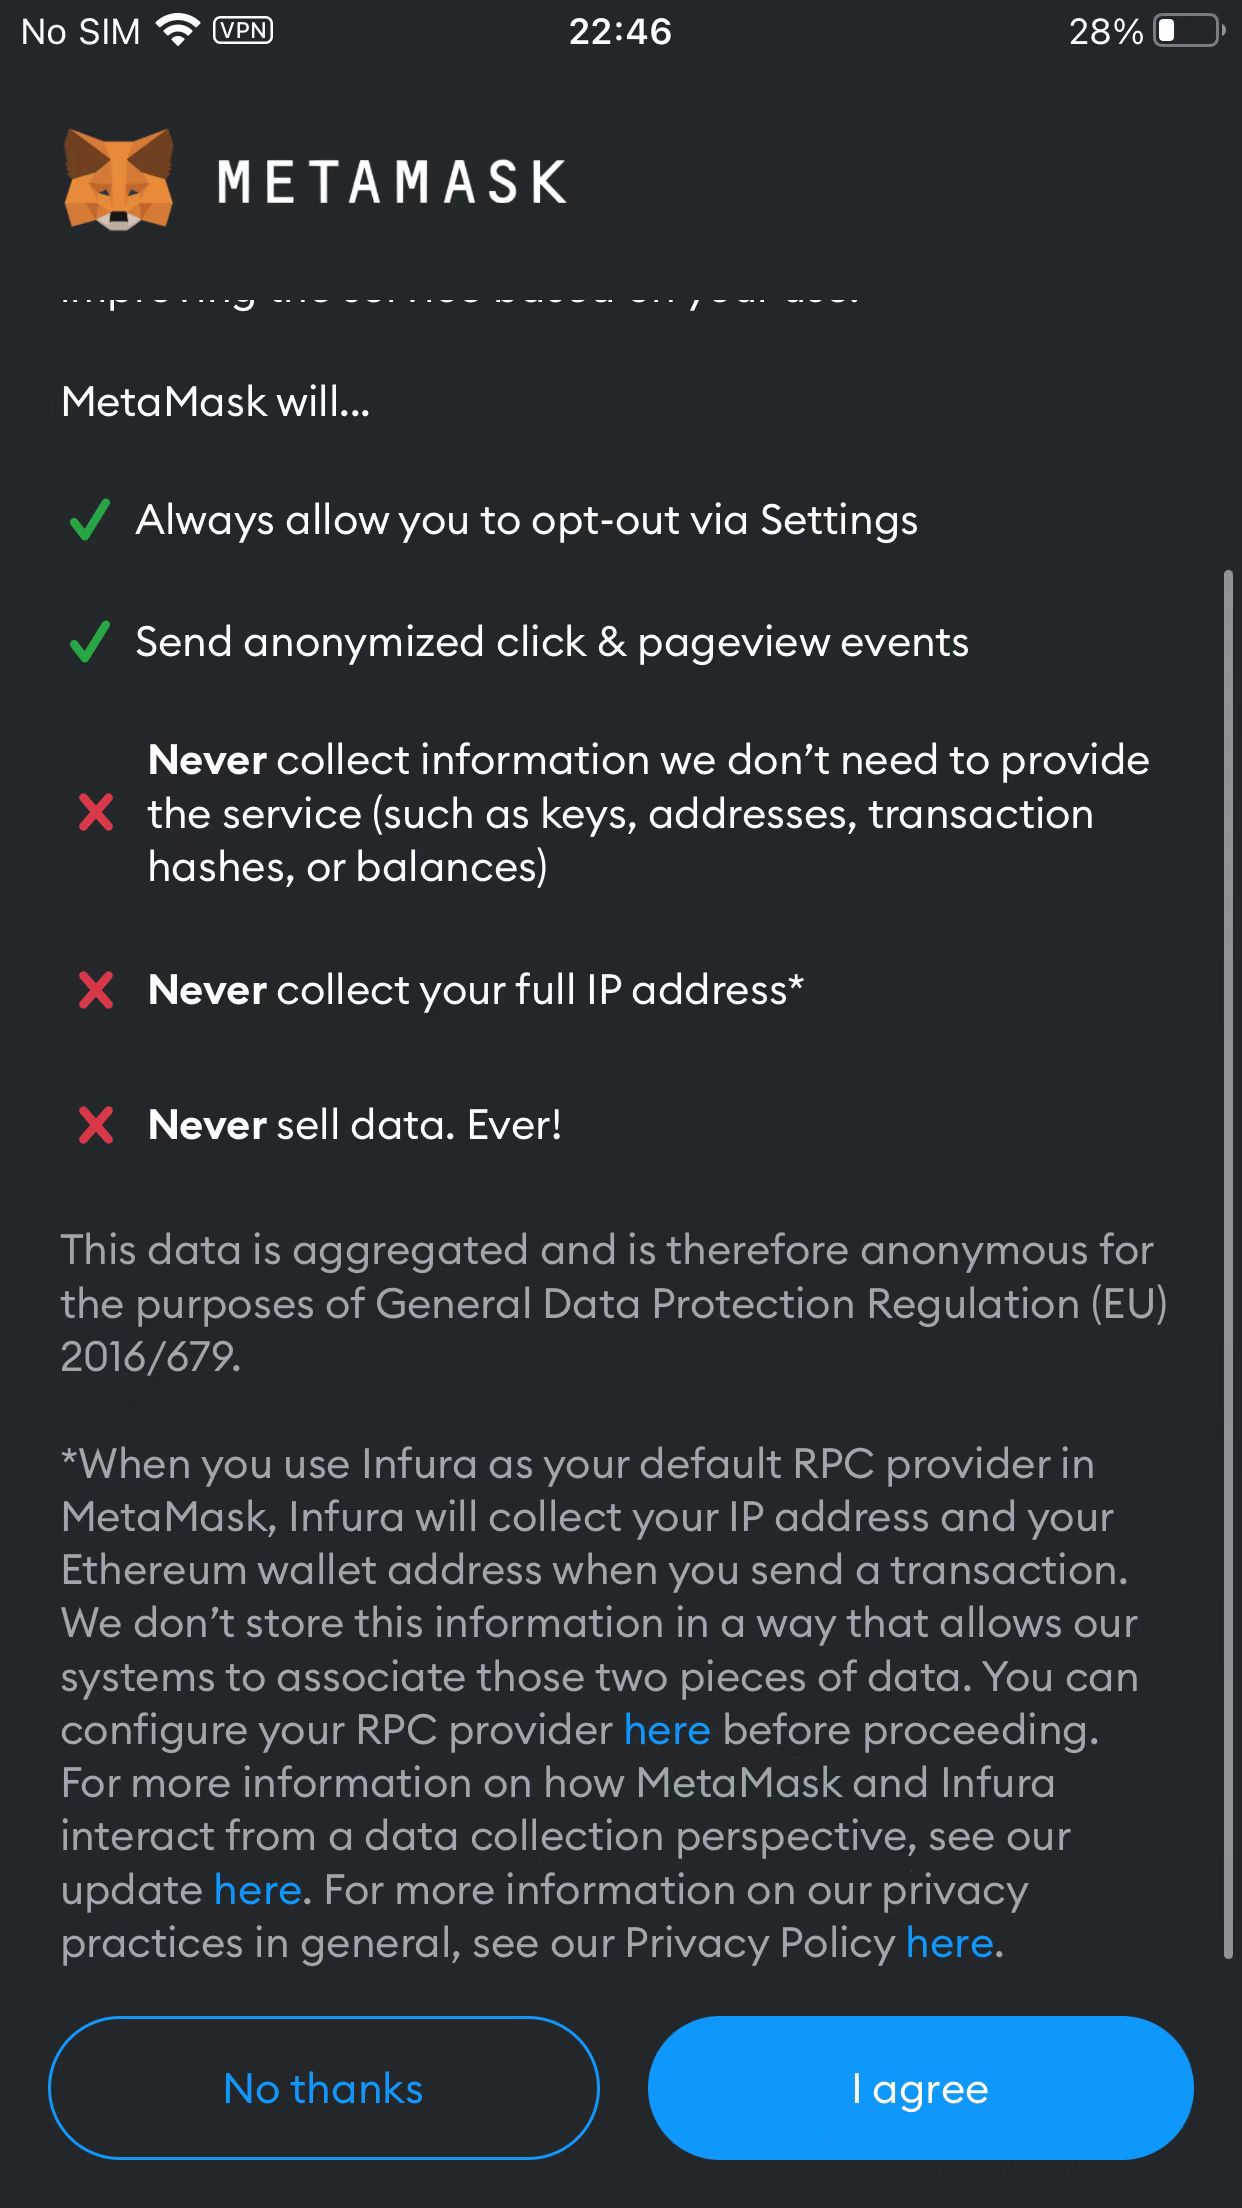 No SIM VPN 22:46 28%
METAMASK
improving the service based on your use.
MetaMask will...
Always allow you to opt-out via Settings
Send anonymized click & pageview events
Never collect information we don’t need to provide
the service (such as keys, addresses, transaction
hashes, or balances)
Never collect your full IP address*
Never sell data. Ever!
This data is aggregated and is therefore anonymous for
the purposes of General Data Protection Regulation (EU)
2016/679.
*When you use Infura as your default RPC provider in
MetaMask, Infura will collect your IP address and your
Ethereum wallet address when you send a transaction.
We don’t store this information in a way that allows our
systems to associate those two pieces of data. You can
configure your RPC provider here before proceeding.
For more information on how MetaMask and Infura
interact from a data collection perspective, see our
update here. For more information on our privacy
practices in general, see our Privacy Policy here.
No thanks
I agree